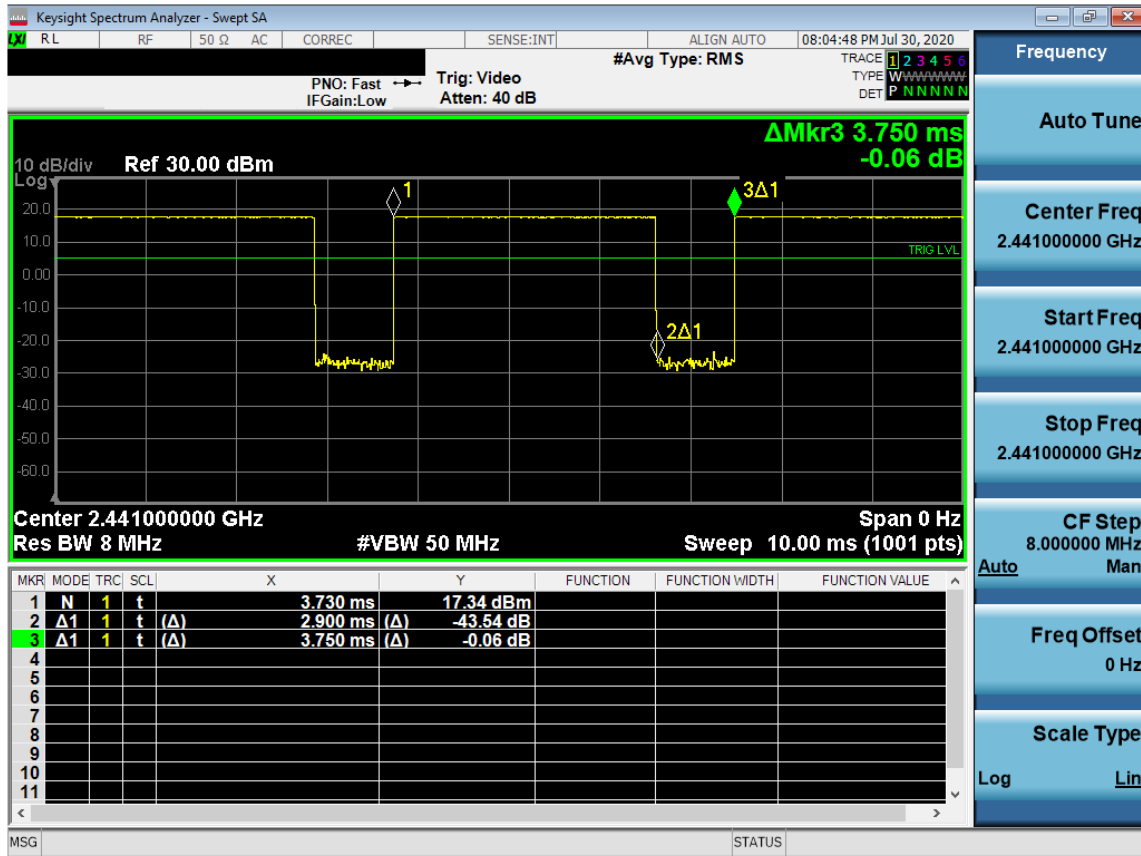 Keysight Spectrum Analyzer - Swept SA
LXI RL RF 50 Ω AC CORREC SENSE:INT ALIGN AUTO 08:04:48 PM Jul 30, 2020
#Avg Type: RMS TRACE 1 2 3 4 5 6
PNO: Fast Trig: Video TYPE WWWWWW
IFGain:Low Atten: 40 dB DET P N N N N N
ΔMkr3 3.750 ms
-0.06 dB
10 dB/div Ref 30.00 dBm
Log
20.0
10.0
0.00
-10.0
-20.0
-30.0
-40.0
-50.0
-60.0
1
3Δ1
TRIG LVL
2Δ1
Center 2.441000000 GHz Span 0 Hz
Res BW 8 MHz #VBW 50 MHz Sweep 10.00 ms (1001 pts)
MKR MODE TRC SCL X Y FUNCTION FUNCTION WIDTH FUNCTION VALUE
1 N 1 t 3.730 ms 17.34 dBm
2 Δ1 1 t (Δ) 2.900 ms (Δ) -43.54 dB
3 Δ1 1 t (Δ) 3.750 ms (Δ) -0.06 dB
4
5
6
7
8
9
10
11
MSG STATUS
Frequency
Auto Tune
Center Freq
2.441000000 GHz
Start Freq
2.441000000 GHz
Stop Freq
2.441000000 GHz
CF Step
8.000000 MHz
Auto Man
Freq Offset
0 Hz
Scale Type
Log Lin